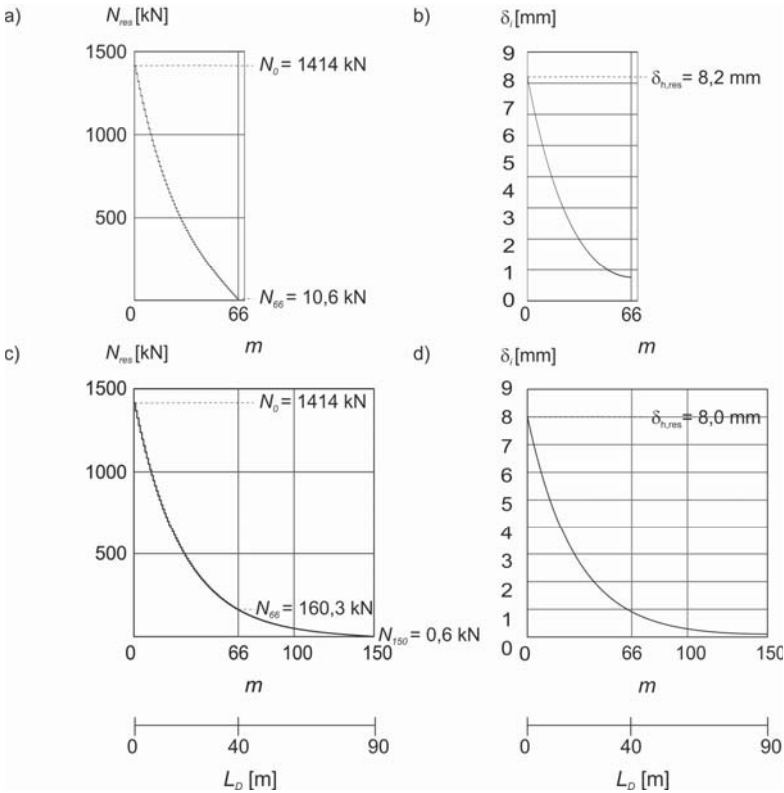 a)
N_res [kN]
1500
N_0 = 1414 kN
1000
500
N_66 = 10,6 kN
0
66
m
b)
δ_i [mm]
9
8
δ_h,res = 8,2 mm
7
6
5
4
3
2
1
0
0
66
m
c)
N_res [kN]
1500
N_0 = 1414 kN
1000
500
N_66 = 160,3 kN
N_150 = 0,6 kN
0
66
100
150
m
0
40
90
L_D [m]
d)
δ_i [mm]
9
8
δ_h,res = 8,0 mm
7
6
5
4
3
2
1
0
0
66
100
150
m
0
40
90
L_D [m]